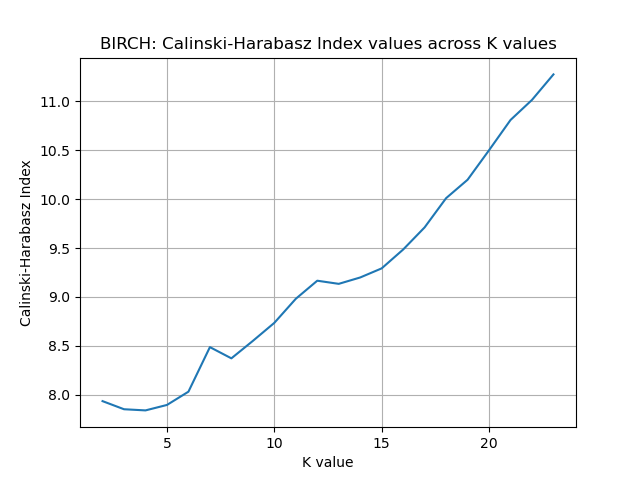 BIRCH: Calinski-Harabasz Index values across K values
Calinski-Harabasz Index
11.0
10.5
10.0
9.5
9.0
8.5
8.0
5 10 15 20
K value